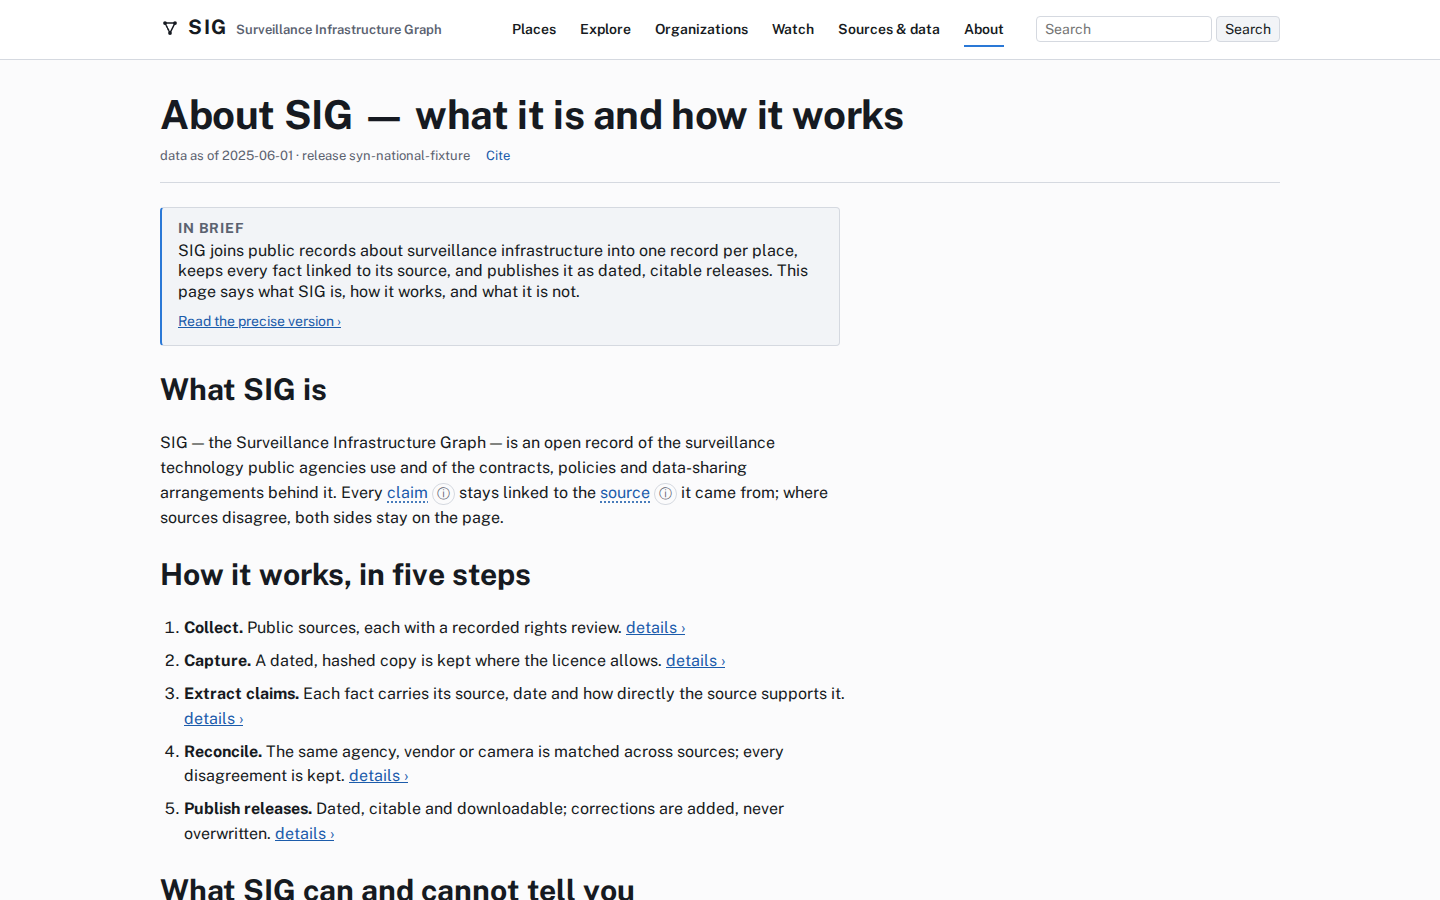 SIG Surveillance Infrastructure Graph Places Explore Organizations Watch Sources & data About Search Search
About SIG — what it is and how it works
data as of 2025-06-01 · release syn-national-fixture Cite
IN BRIEF
SIG joins public records about surveillance infrastructure into one record per place,
keeps every fact linked to its source, and publishes it as dated, citable releases. This
page says what SIG is, how it works, and what it is not.
Read the precise version ›
What SIG is
SIG — the Surveillance Infrastructure Graph — is an open record of the surveillance
technology public agencies use and of the contracts, policies and data-sharing
arrangements behind it. Every claim ⓘ stays linked to the source ⓘ it came from; where
sources disagree, both sides stay on the page.
How it works, in five steps
1. Collect. Public sources, each with a recorded rights review. details ›
2. Capture. A dated, hashed copy is kept where the licence allows. details ›
3. Extract claims. Each fact carries its source, date and how directly the source supports it.
details ›
4. Reconcile. The same agency, vendor or camera is matched across sources; every
disagreement is kept. details ›
5. Publish releases. Dated, citable and downloadable; corrections are added, never
overwritten. details ›
What SIG can and cannot tell you